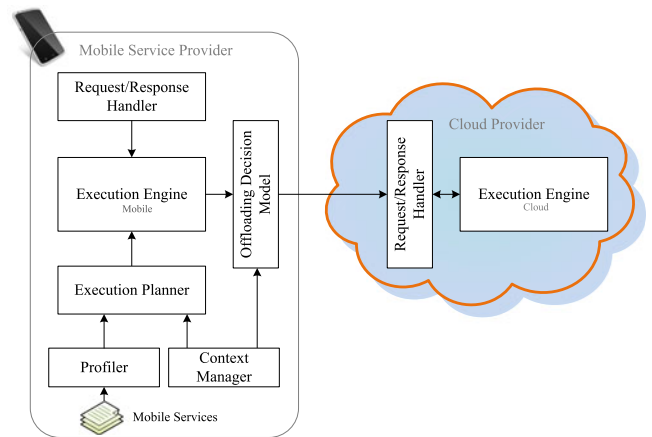 Mobile Service Provider
Request/Response
Handler
Execution Engine
Mobile
Offloading Decision
Model
Execution Planner
Profiler
Context
Manager
Mobile Services
Cloud Provider
Request/Response
Handler
Execution Engine
Cloud